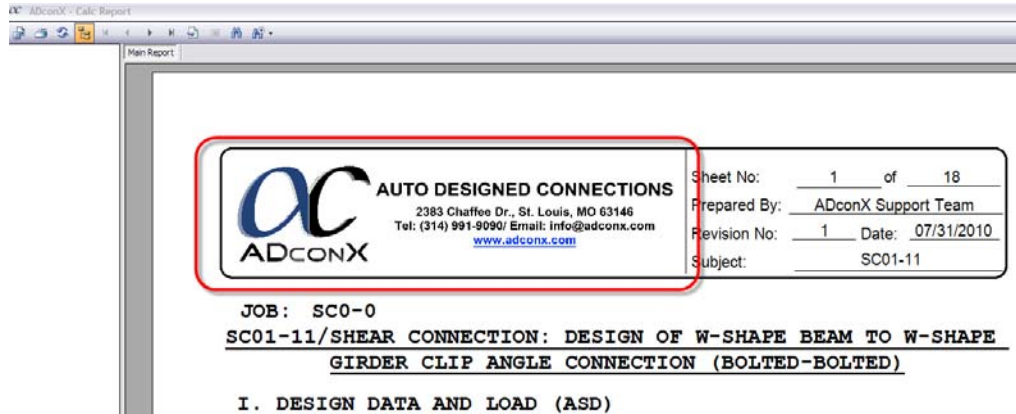 ADconX - Calc Report
Main Report
ac
ADCONX
AUTO DESIGNED CONNECTIONS
2383 Chaffee Dr., St. Louis, MO 63146
Tel: (314) 991-9090/ Email: info@adconx.com
www.adconx.com
Sheet No: 1 of 18
Prepared By: ADconX Support Team
Revision No: 1 Date: 07/31/2010
Subject: SC01-11
JOB: SC0-0
SC01-11/SHEAR CONNECTION: DESIGN OF W-SHAPE BEAM TO W-SHAPE
GIRDER CLIP ANGLE CONNECTION (BOLTED-BOLTED)
I. DESIGN DATA AND LOAD (ASD)